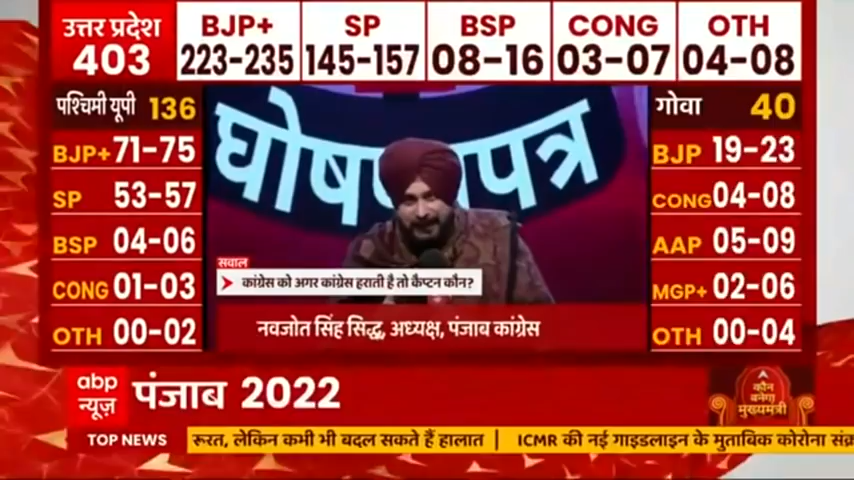 उत्तर प्रदेश
403
BJP+
223-235
SP
145-157
BSP
08-16
CONG
03-07
OTH
04-08
पश्चिमी यूपी 136
BJP+ 71-75
SP 53-57
BSP 04-06
CONG 01-03
OTH 00-02
घोषणापत्र
सवाल
कांग्रेस को अगर कांग्रेस हराती है तो कैप्टन कौन?
नवजोत सिंह सिद्धू, अध्यक्ष, पंजाब कांग्रेस
गोवा 40
BJP 19-23
CONG 04-08
AAP 05-09
MGP+ 02-06
OTH 00-04
abp
न्यूज़
पंजाब 2022
कौन
बनेगा
मुख्यमंत्री
TOP NEWS
रूरत, लेकिन कभी भी बदल सकते हैं हालात | ICMR की नई गाइडलाइन के मुताबिक कोरोना संक्र